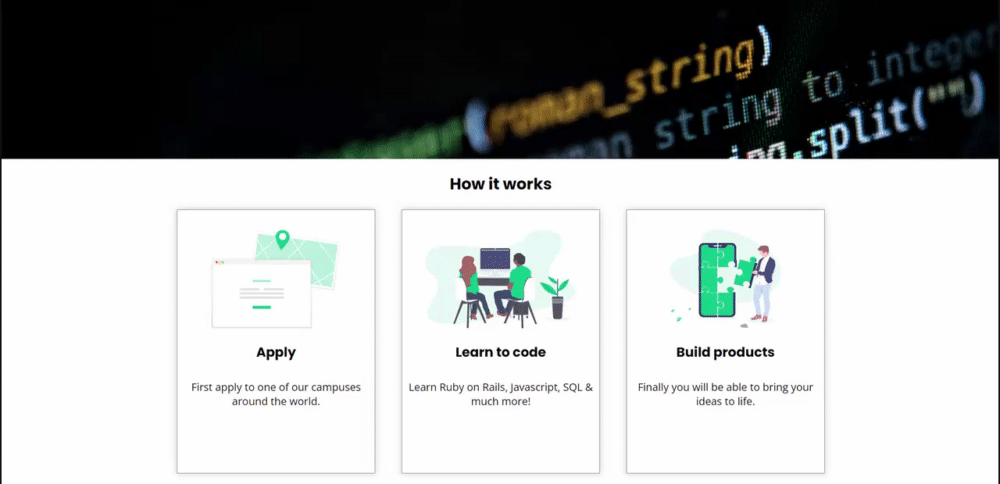 (roman_string)
string to integer
.split("")
How it works
Apply
First apply to one of our campuses
around the world.
Learn to code
Learn Ruby on Rails, Javascript, SQL &
much more!
Build products
Finally you will be able to bring your
ideas to life.